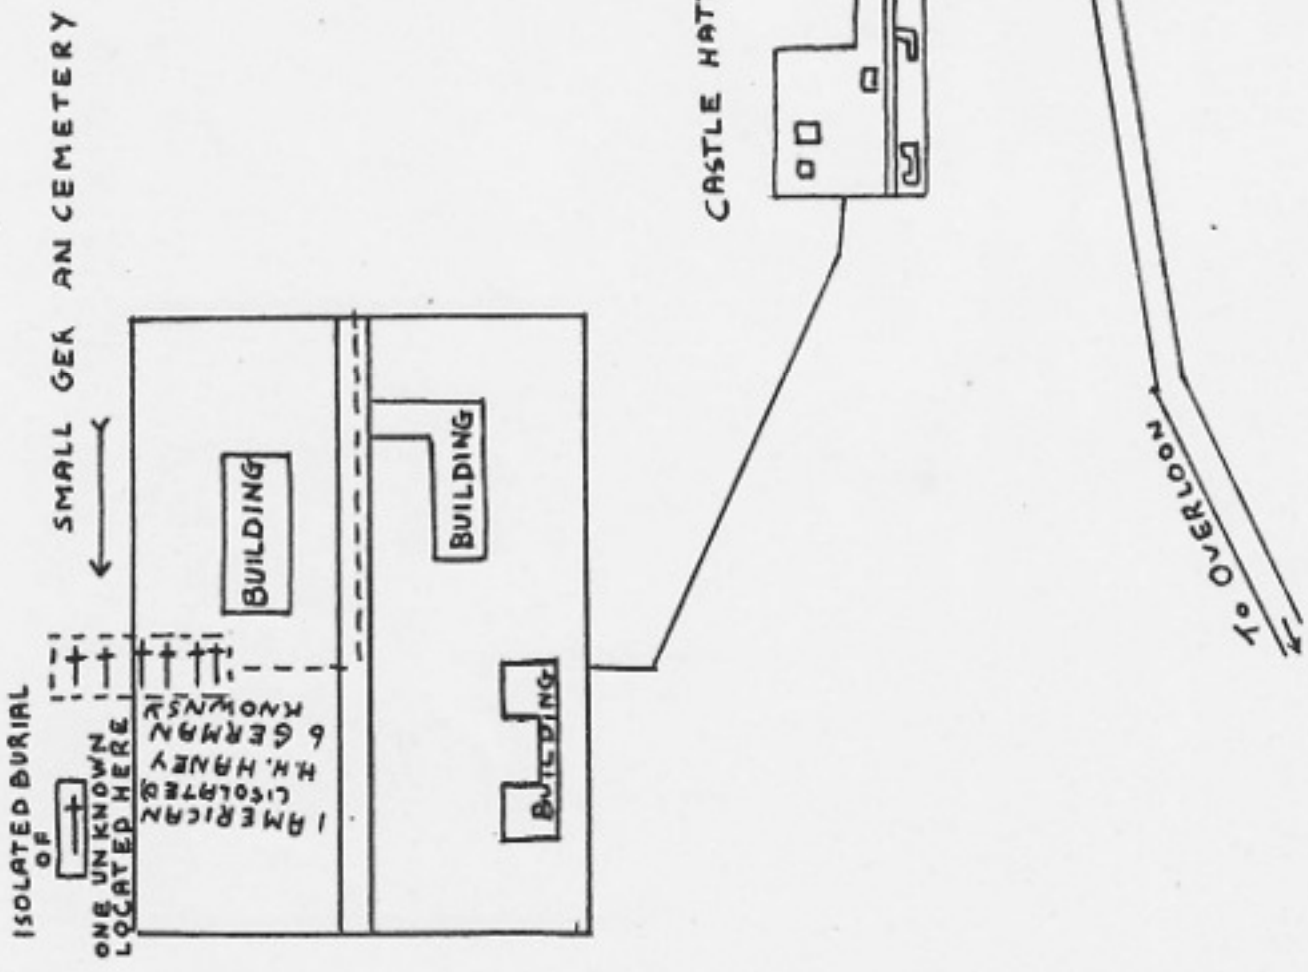 SMALL GER AN CEMETERY
ISOLATED BURIAL
OF
ONE UNKNOWN
LOCATED HERE
1 AMERICAN
(ISOLATED)
H.H. HANEY
6 GERMAN
KNOWNS
BUILDING
BUILDING
BUILDING
CASTLE HAT
TO OVERLOON